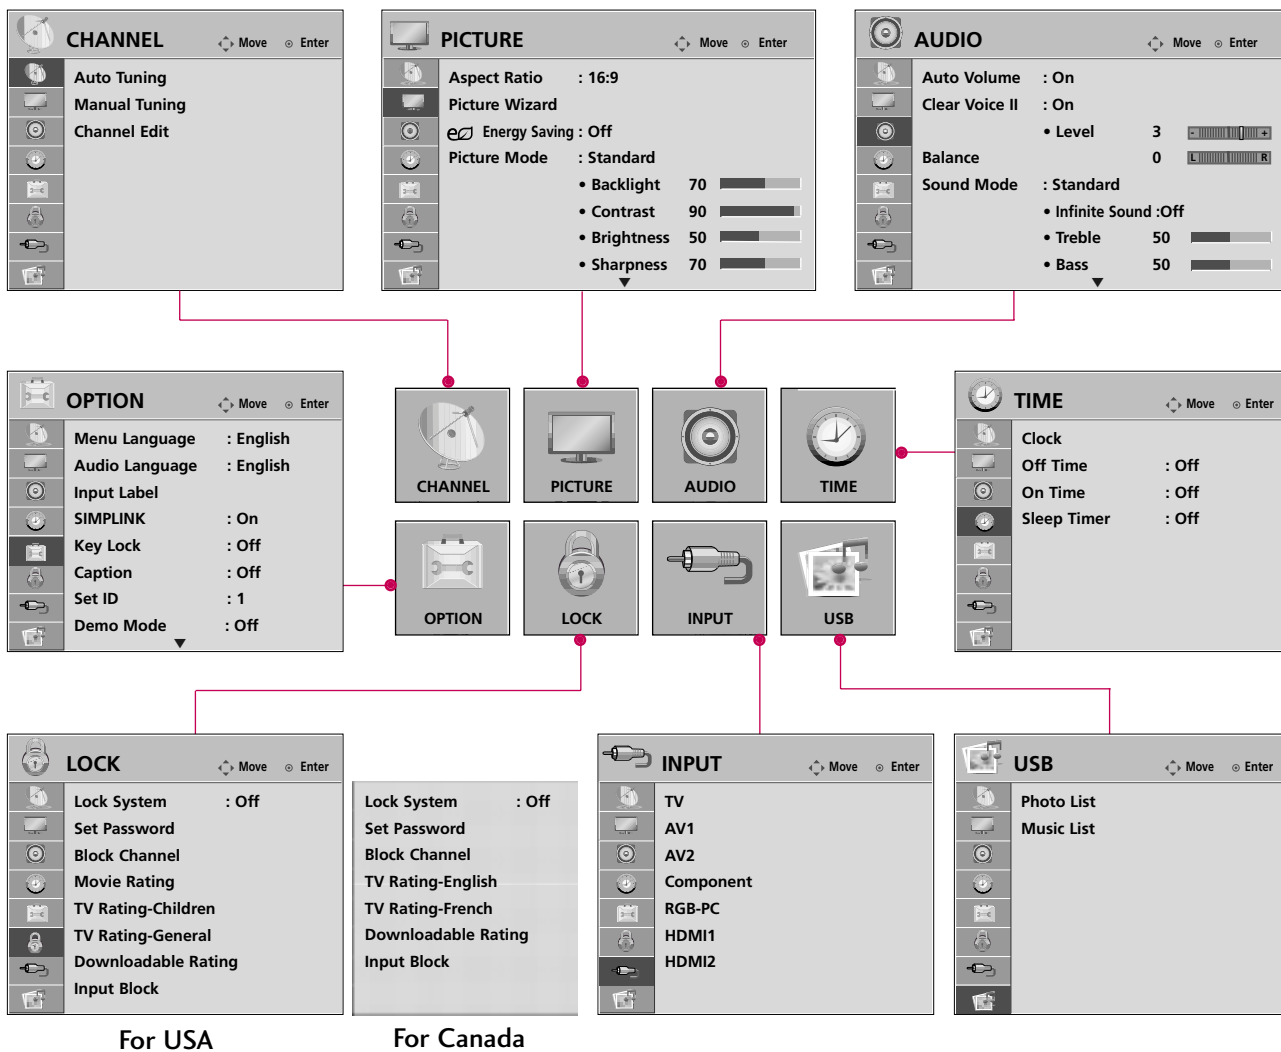 CHANNEL Move Enter
Auto Tuning
Manual Tuning
Channel Edit
PICTURE Move Enter
Aspect Ratio : 16:9
Picture Wizard
Energy Saving : Off
Picture Mode : Standard
• Backlight 70
• Contrast 90
• Brightness 50
• Sharpness 70
AUDIO Move Enter
Auto Volume : On
Clear Voice II : On
• Level 3 - +
Balance 0 L R
Sound Mode : Standard
• Infinite Sound :Off
• Treble 50
• Bass 50
OPTION Move Enter
Menu Language : English
Audio Language : English
Input Label
SIMPLINK : On
Key Lock : Off
Caption : Off
Set ID : 1
Demo Mode : Off
CHANNEL
PICTURE
AUDIO
TIME
OPTION
LOCK
INPUT
USB
TIME Move Enter
Clock
Off Time : Off
On Time : Off
Sleep Timer : Off
LOCK Move Enter
Lock System : Off
Set Password
Block Channel
Movie Rating
TV Rating-Children
TV Rating-General
Downloadable Rating
Input Block
For USA
Lock System : Off
Set Password
Block Channel
TV Rating-English
TV Rating-French
Downloadable Rating
Input Block
For Canada
INPUT Move Enter
TV
AV1
AV2
Component
RGB-PC
HDMI1
HDMI2
USB Move Enter
Photo List
Music List